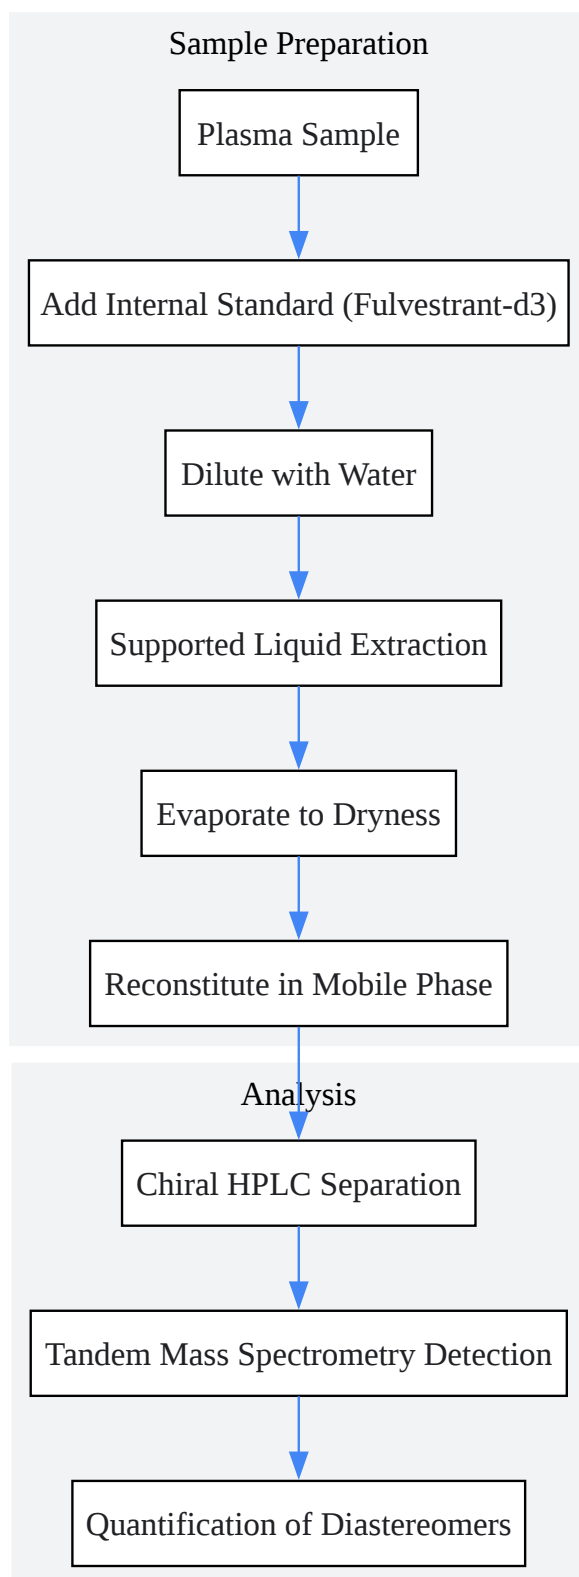 Sample Preparation
Plasma Sample
Add Internal Standard (Fulvestrant-d3)
Dilute with Water
Supported Liquid Extraction
Evaporate to Dryness
Reconstitute in Mobile Phase
Analysis
Chiral HPLC Separation
Tandem Mass Spectrometry Detection
Quantification of Diastereomers